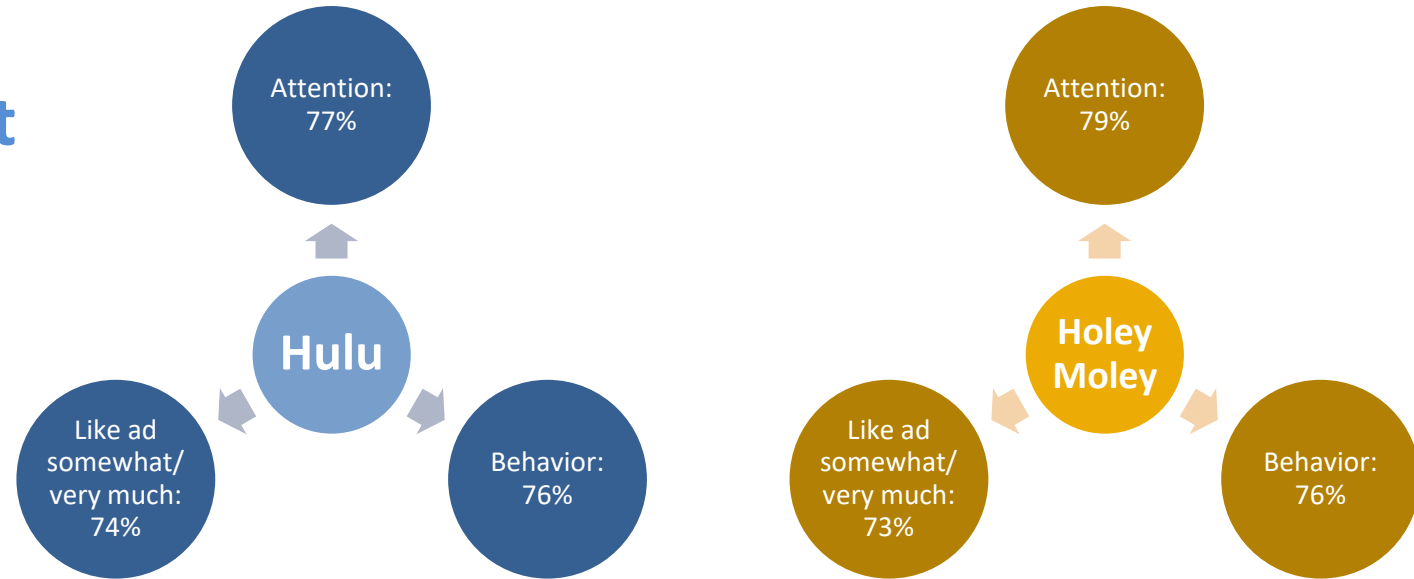 t
Attention:
77%
Hulu
Like ad
somewhat/
very much:
74%
Behavior:
76%
Attention:
79%
Holey
Moley
Like ad
somewhat/
very much:
73%
Behavior:
76%